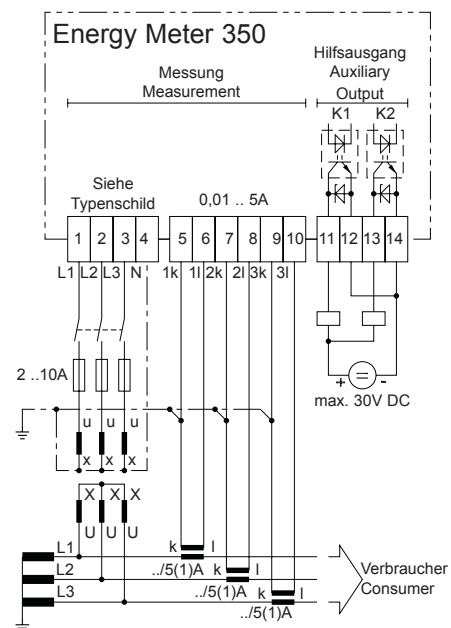 Energy Meter 350
Messung
Measurement
Hilfsausgang
Auxiliary
Output
K1 K2
Siehe
Typenschild
0,01 .. 5A
1 2 3 4 5 6 7 8 9 10 11 12 13 14
L1 L2 L3 N 1k 1l 2k 2l 3k 3l
2 ..10A
+ = -
max. 30V DC
u u u
x x x
X X X
U U U
L1 k l
L2 ../5(1)A k l
L3 ../5(1)A k l
../5(1)A
Verbraucher
Consumer